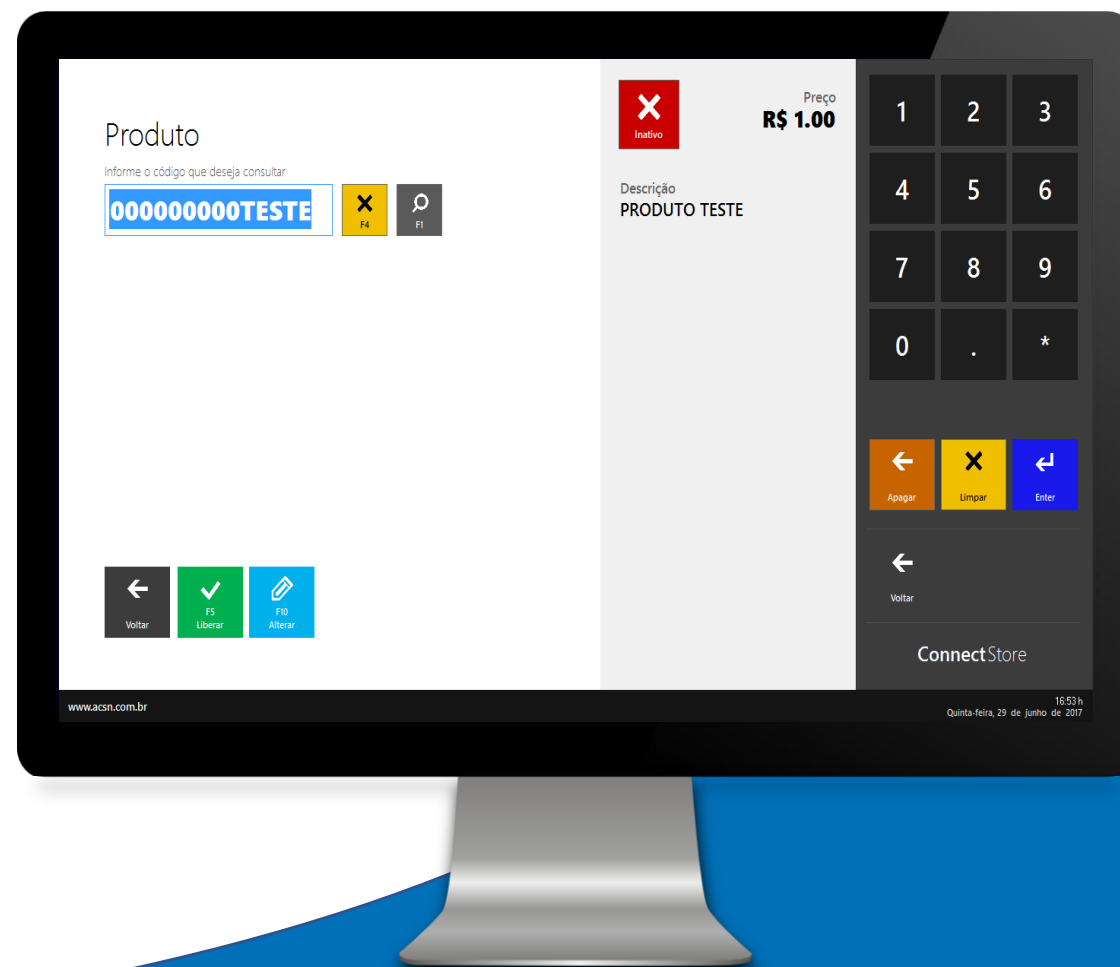 Produto
Informe o código que deseja consultar
000000000TESTE
F4
F1
Voltar
F5
Liberar
F10
Alterar
Inativo
Preço
R$ 1.00
Descrição
PRODUTO TESTE
1 2 3
4 5 6
7 8 9
0 . *
Apagar
Limpar
Enter
Voltar
ConnectStore
www.acsn.com.br
16:53 h
Quinta-feira, 29 de junho de 2017